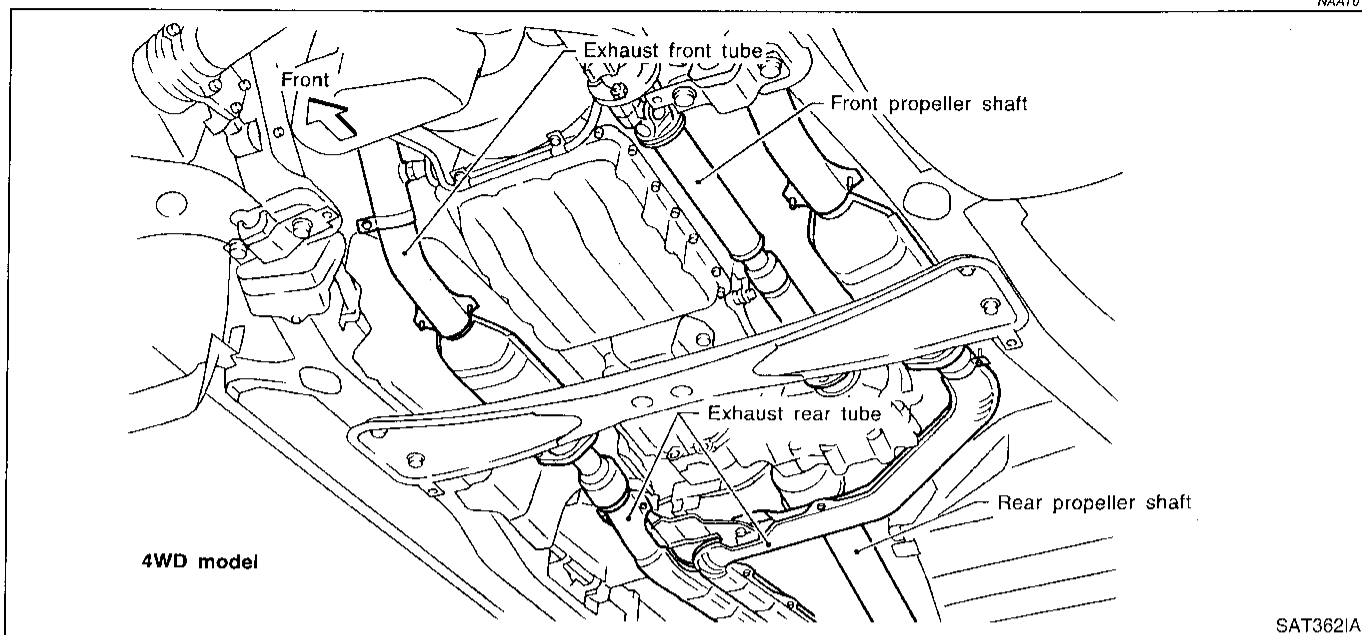 NAAT0
Exhaust front tube
Front
Front propeller shaft
Exhaust rear tube
Rear propeller shaft
4WD model
SAT362IA